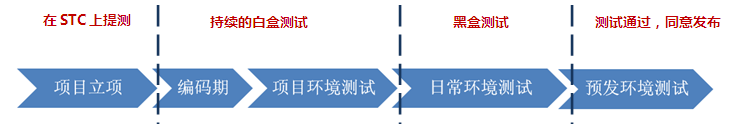 在 STC 上提测
持续的白盒测试
黑盒测试
测试通过，同意发布
项目立项
编码期
项目环境测试
日常环境测试
预发环境测试